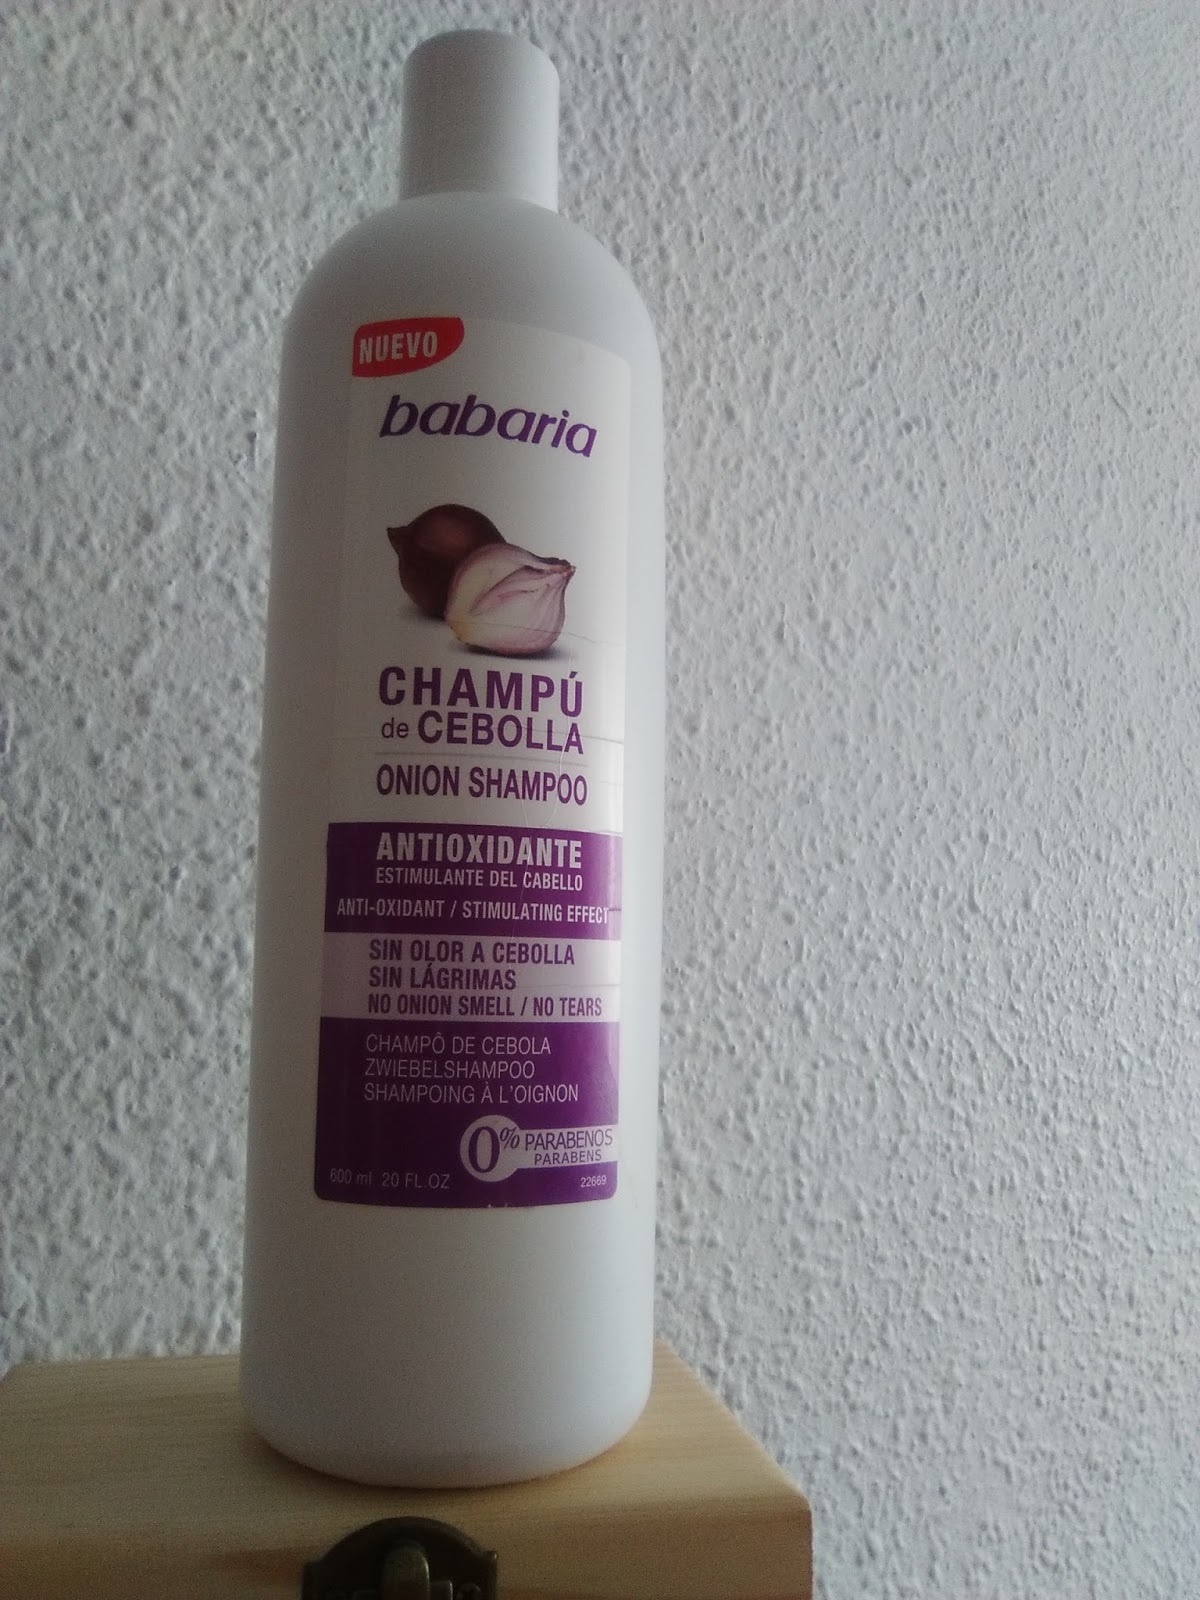 NUEVO
babaria
CHAMPÚ
de CEBOLLA
ONION SHAMPOO
ANTIOXIDANTE
ESTIMULANTE DEL CABELLO
ANTI-OXIDANT / STIMULATING EFFECT
SIN OLOR A CEBOLLA
SIN LÁGRIMAS
NO ONION SMELL / NO TEARS
CHAMPÔ DE CEBOLA
ZWIEBELSHAMPOO
SHAMPOING À L'OIGNON
0% PARABENOS
PARABENS
600 ml 20 FL.OZ
22669